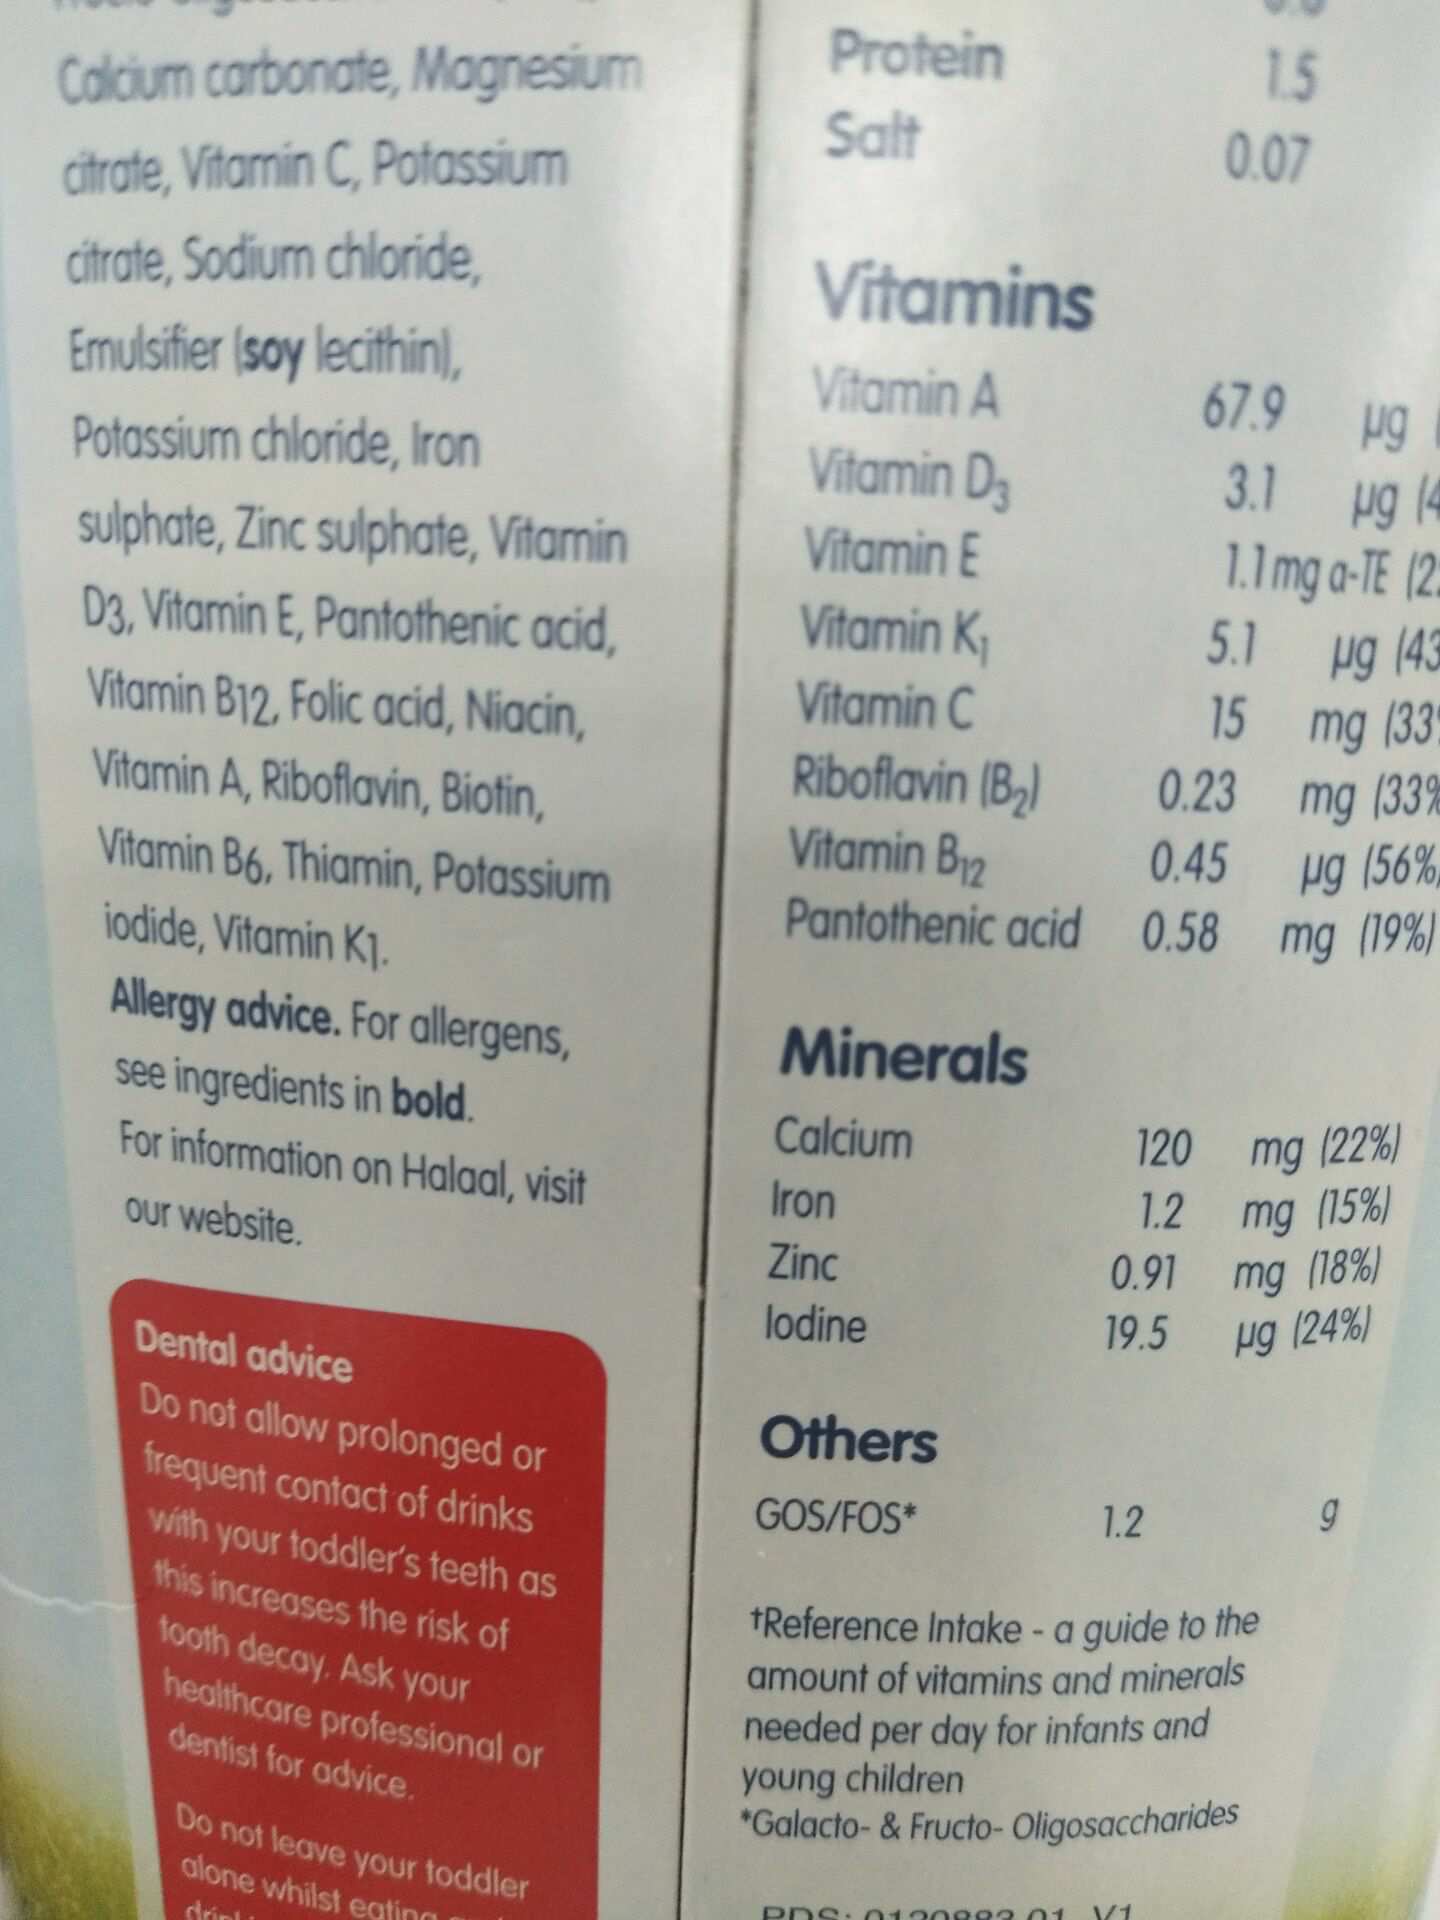 Calcium carbonate, Magnesium
citrate, Vitamin C, Potassium
citrate, Sodium chloride,
Emulsifier (soy lecithin),
Potassium chloride, Iron
sulphate, Zinc sulphate, Vitamin
D3, Vitamin E, Pantothenic acid,
Vitamin B12, Folic acid, Niacin,
Vitamin A, Riboflavin, Biotin,
Vitamin B6, Thiamin, Potassium
iodide, Vitamin K1.
Allergy advice. For allergens,
see ingredients in bold.
For information on Halaal, visit
our website.
Dental advice
Do not allow prolonged or
frequent contact of drinks
with your toddler's teeth as
this increases the risk of
tooth decay. Ask your
healthcare professional or
dentist for advice.
Do not leave your toddler
alone whilst eating
Protein 1.5
Salt 0.07
Vitamins
Vitamin A 67.9 µg (
Vitamin D3 3.1 µg (4
Vitamin E 1.1 mg α-TE (2
Vitamin K1 5.1 µg (43
Vitamin C 15 mg (33%
Riboflavin (B2) 0.23 mg (33%
Vitamin B12 0.45 µg (56%)
Pantothenic acid 0.58 mg (19%)
Minerals
Calcium 120 mg (22%)
Iron 1.2 mg (15%)
Zinc 0.91 mg (18%)
Iodine 19.5 µg (24%)
Others
GOS/FOS* 1.2 g
†Reference Intake - a guide to the
amount of vitamins and minerals
needed per day for infants and
young children
*Galacto- & Fructo- Oligosaccharides